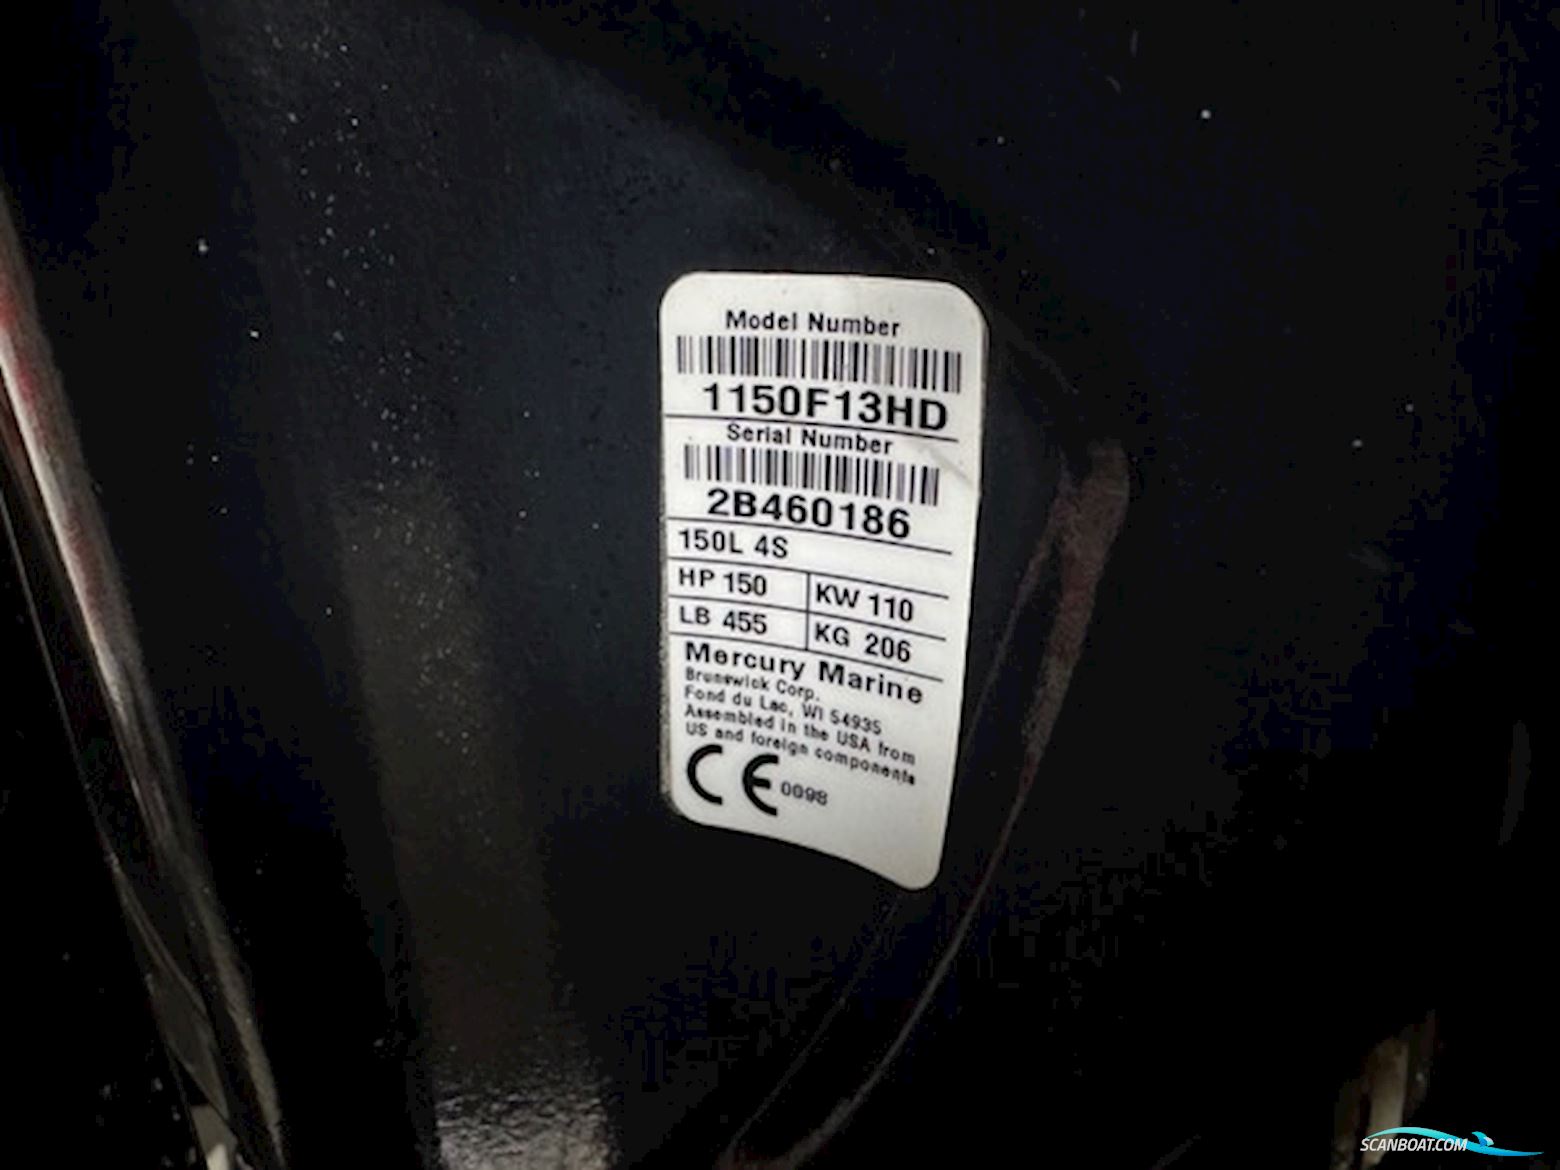 Model Number
1150F13HD
Serial Number
2B460186
150L 4S
HP 150 KW 110
LB 455 KG 206
Mercury Marine
Brunswick Corp.
Fond du Lac, WI 54935
Assembled in the USA from
US and foreign components
CE 0098
SCANBOAT.COM